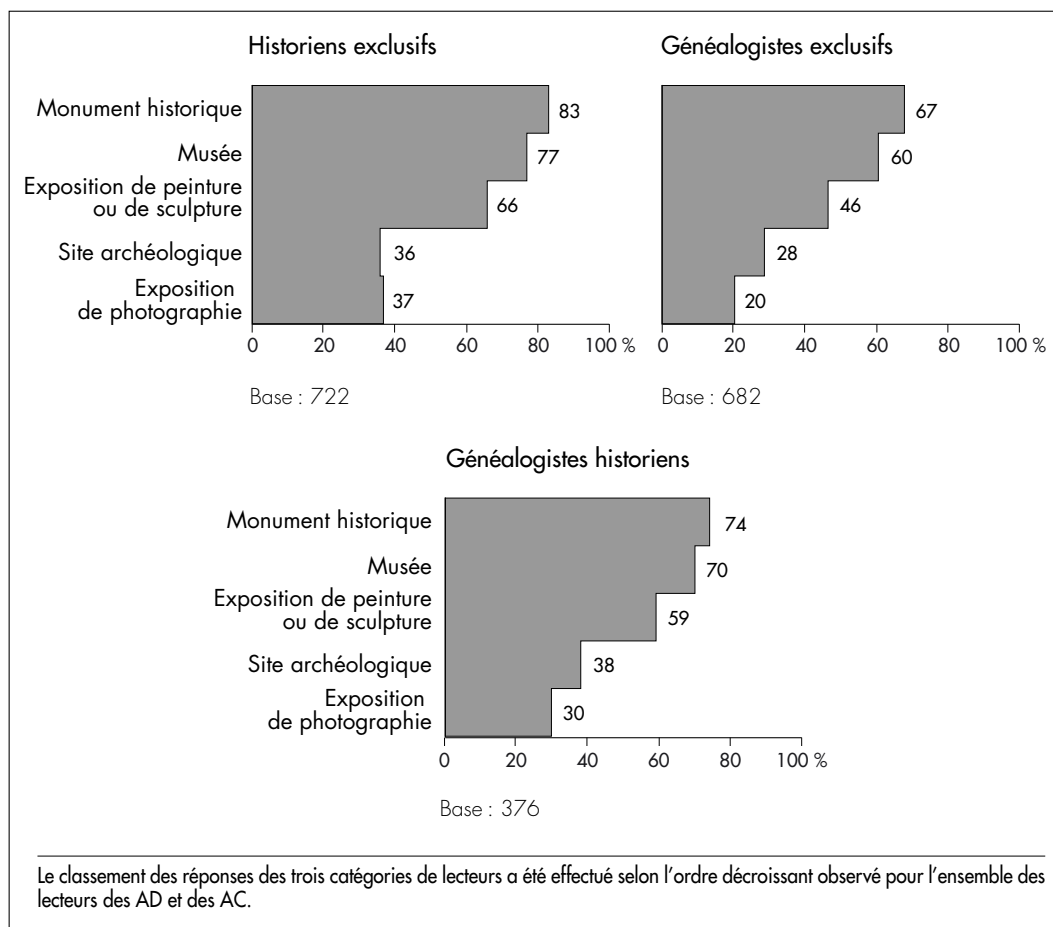 Historiens exclusifs
Monument historique 83
Musée 77
Exposition de peinture
ou de sculpture 66
Site archéologique 36
Exposition
de photographie 37
0 20 40 60 80 100 %
Base : 722
Généalogistes exclusifs
67
60
46
28
20
0 20 40 60 80 100 %
Base : 682
Généalogistes historiens
Monument historique 74
Musée 70
Exposition de peinture
ou de sculpture 59
Site archéologique 38
Exposition
de photographie 30
0 20 40 60 80 100 %
Base : 376
Le classement des réponses des trois catégories de lecteurs a été effectué selon l'ordre décroissant observé pour l'ensemble des
lecteurs des AD et des AC.